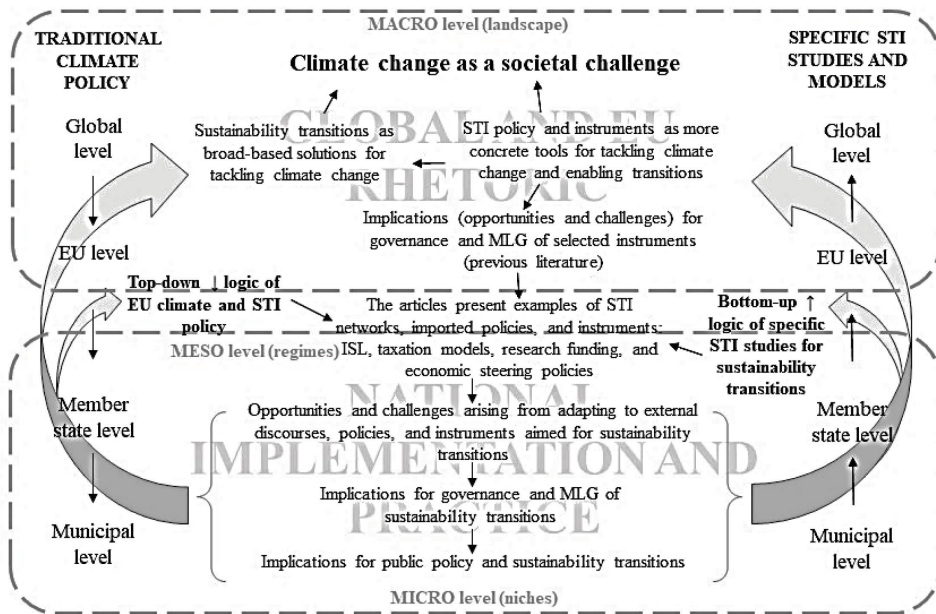 MACRO level (landscape)
TRADITIONAL
CLIMATE
POLICY
Global
level
EU level
Top-down ↓ logic of
EU climate and STI
policy
Member
state level
Municipal
level
Climate change as a societal challenge
GLOBAL AND EU
RHETORIC
Sustainability transitions as
broad-based solutions for
tackling climate change
STI policy and instruments as more
concrete tools for tackling climate
change and enabling transitions
Implications (opportunities and challenges) for
governance and MLG of selected instruments
(previous literature)
The articles present examples of STI
networks, imported policies, and instruments:
ISL, taxation models, research funding, and
economic steering policies
MESO level (regimes)
NATIONAL
IMPLEMENTATION AND
PRACTICE
Opportunities and challenges arising from adapting to external
discourses, policies, and instruments aimed for sustainability
transitions
Implications for governance and MLG of
sustainability transitions
Implications for public policy and sustainability transitions
SPECIFIC STI
STUDIES AND
MODELS
Global
level
EU level
Bottom-up ↑
logic of specific
STI studies for
sustainability
transitions
Member
state level
Municipal
level
MICRO level (niches)